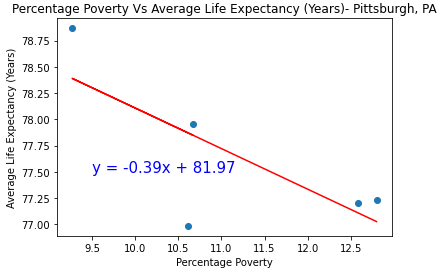 Percentage Poverty Vs Average Life Expectancy (Years)- Pittsburgh, PA
Average Life Expectancy (Years)
78.75
78.50
78.25
78.00
77.75
77.50
77.25
77.00
y = -0.39x + 81.97
9.5 10.0 10.5 11.0 11.5 12.0 12.5
Percentage Poverty